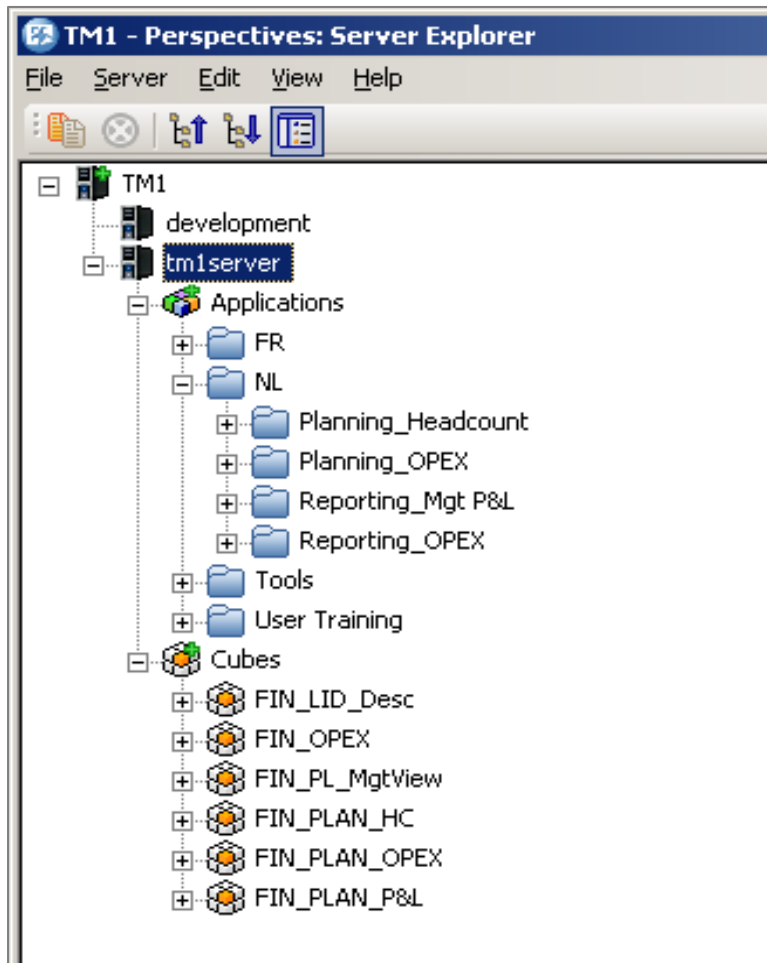 TM1 - Perspectives: Server Explorer
File Server Edit View Help
TM1
development
tm1server
Applications
FR
NL
Planning_Headcount
Planning_OPEX
Reporting_Mgt P&L
Reporting_OPEX
Tools
User Training
Cubes
FIN_LID_Desc
FIN_OPEX
FIN_PL_MgtView
FIN_PLAN_HC
FIN_PLAN_OPEX
FIN_PLAN_P&L